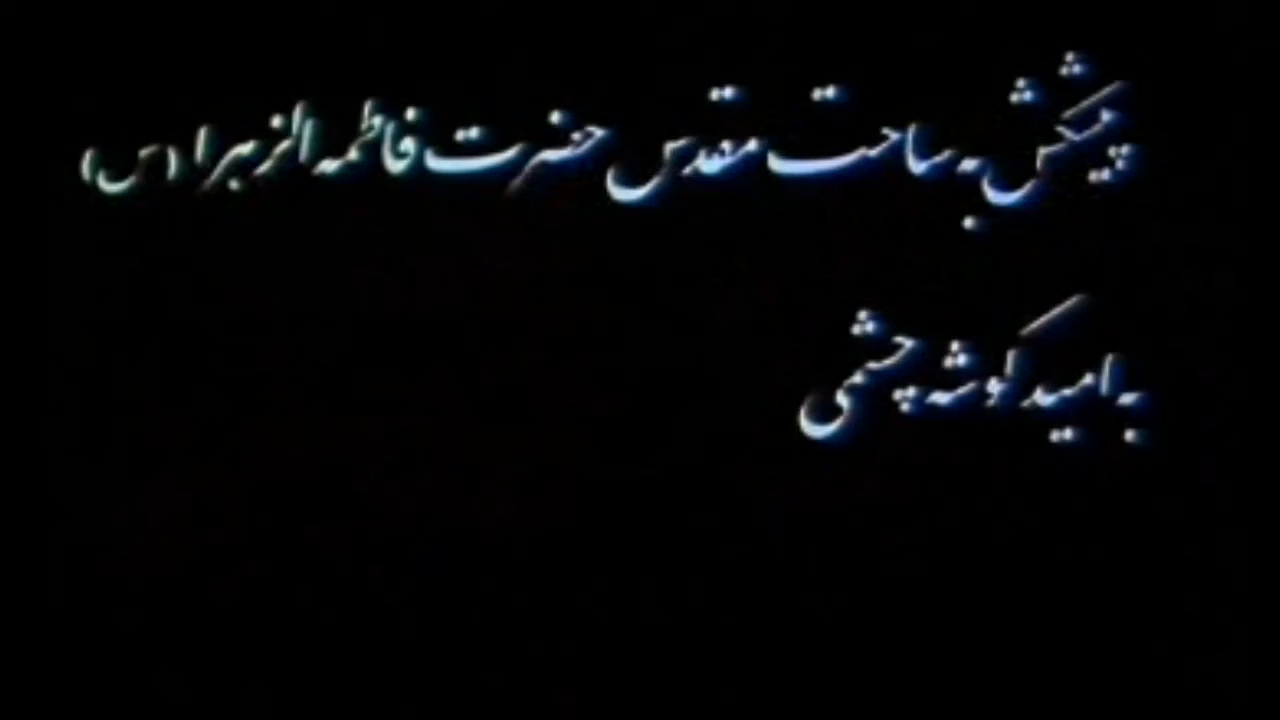 پیشکش به ساحت مقدس حضرت فاطمه الزهرا (س)
به امید گوشه چشمی